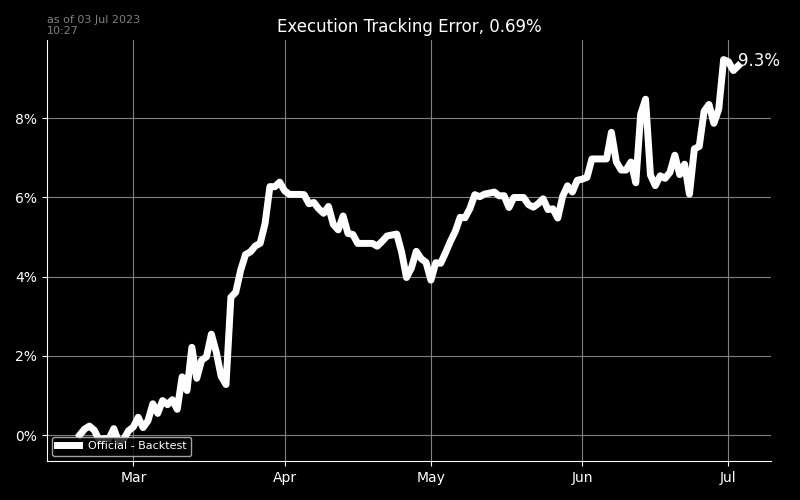 as of 03 Jul 2023
10:27
Execution Tracking Error, 0.69%
9.3%
8%
6%
4%
2%
0%
Official - Backtest
Mar Apr May Jun Jul